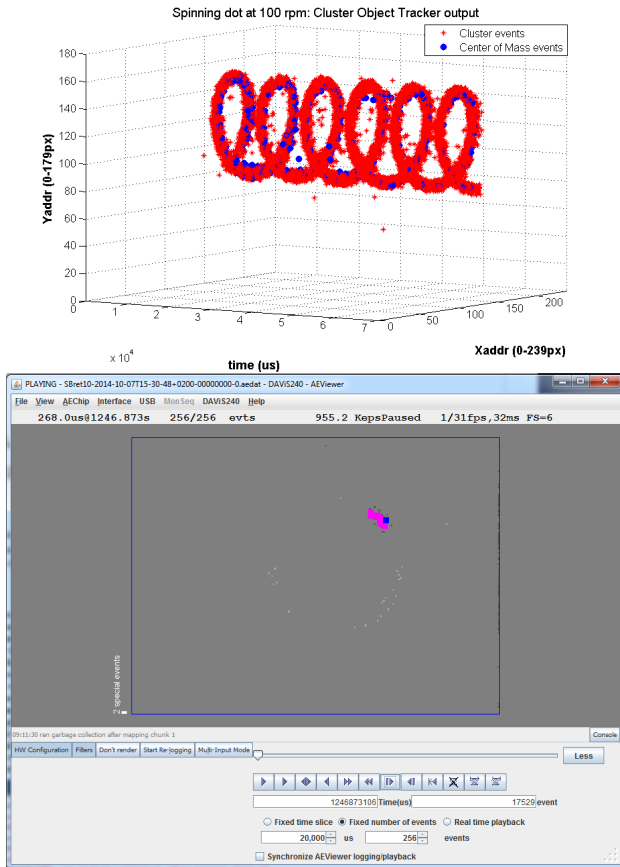 Spinning dot at 100 rpm: Cluster Object Tracker output
Cluster events
Center of Mass events
180
160
140
120
100
80
60
40
20
0
Yaddr (0-179px)
0
1
2
3
4
5
6
7
x 10^4
time (us)
0
50
100
150
200
Xaddr (0-239px)
PLAYING - SBret10-2014-10-07T15-30-48+0200-00000000-0.aedat - DAViS240 - AEViewer
File View AEChip Interface USB MonSeq DAViS240 Help
268.0us@1246.873s 256/256 evts 955.2 KepsPaused 1/31fps,32ms FS=6
2 special events
09:11:30 ran garbage collection after mapping chunk 1
Console
HW Configuration Filters Don't render Start Re-logging Multi-Input Mode
Less
1246873106 Time(us) 17529 event
Fixed time slice Fixed number of events Real time playback
20,000 us 256 events
Synchronize AEViewer logging/playback